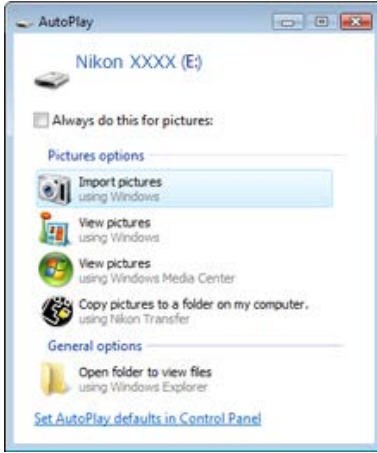 AutoPlay
Nikon XXXX (E:)
Always do this for pictures:
Pictures options
Import pictures
using Windows
View pictures
using Windows
View pictures
using Windows Media Center
Copy pictures to a folder on my computer.
using Nikon Transfer
General options
Open folder to view files
using Windows Explorer
Set AutoPlay defaults in Control Panel